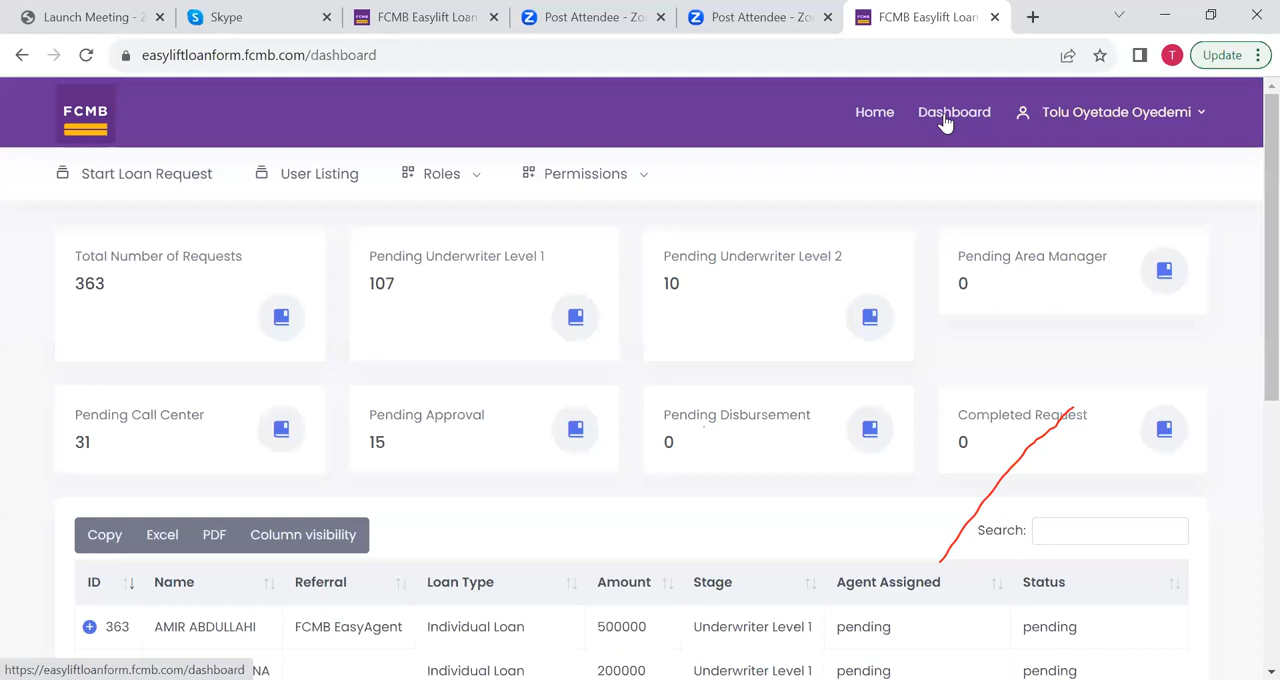 Launch Meeting - Z
Skype
FCMB Easylift Loan
Post Attendee - Zo
Post Attendee - Zo
FCMB Easylift Loan
easyliftloanform.fcmb.com/dashboard
T
Update
FCMB
Home
Dashboard
Tolu Oyetade Oyedemi
Start Loan Request
User Listing
Roles
Permissions
Total Number of Requests
363
Pending Underwriter Level 1
107
Pending Underwriter Level 2
10
Pending Area Manager
0
Pending Call Center
31
Pending Approval
15
Pending Disbursement
0
Completed Request
0
Copy Excel PDF Column visibility
Search:
ID Name Referral Loan Type Amount Stage Agent Assigned Status
363 AMIR ABDULLAHI FCMB EasyAgent Individual Loan 500000 Underwriter Level 1 pending pending
NA Individual Loan 200000 Underwriter Level 1 pending pending
https://easyliftloanform.fcmb.com/dashboard